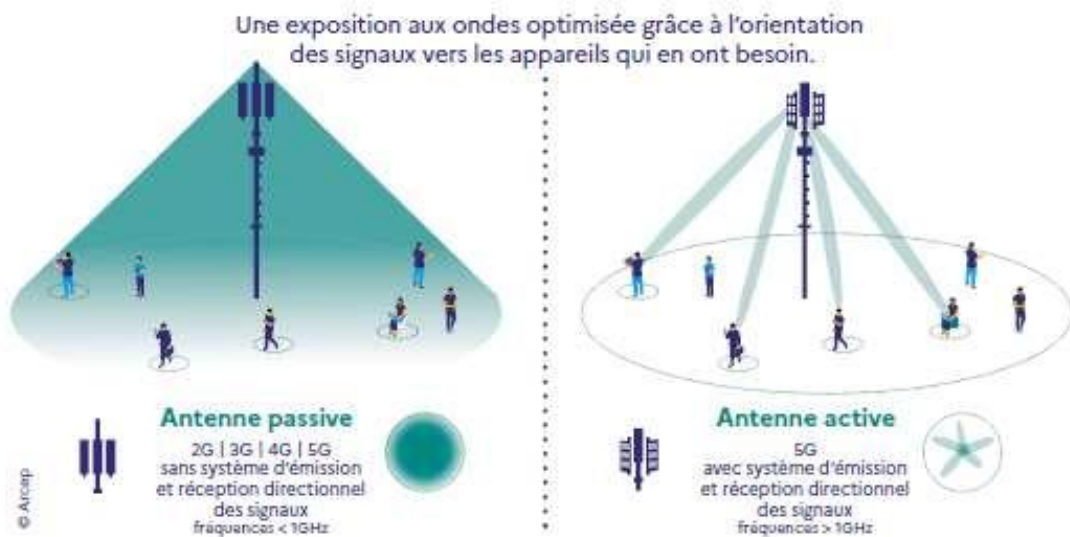 Une exposition aux ondes optimisée grâce à l'orientation
des signaux vers les appareils qui en ont besoin.
Antenne passive
2G | 3G | 4G | 5G
sans système d'émission
et réception directionnel
des signaux
fréquences < 1GHz
Antenne active
5G
avec système d'émission
et réception directionnel
des signaux
fréquences > 1GHz
© Arcep